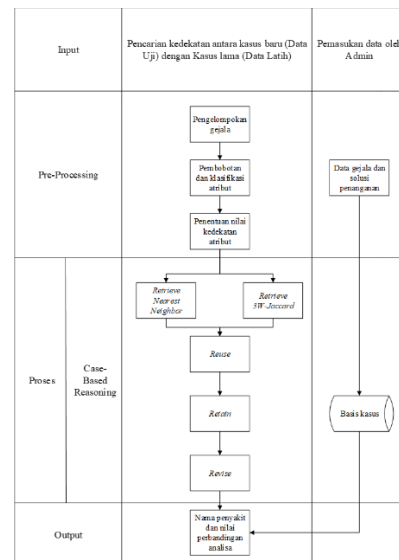 Input
Pencarian kedekatan antara kasus baru (Data
Uji) dengan Kasus lama (Data Latih)
Pemasukan data oleh
Admin
Pre-Processing
Pengelompokan
gejala
Pembobotan
dan klasifikasi
atribut
Penentuan nilai
kedekatan
atribut
Data gejala dan
solusi
penanganan
Proses
Case-
Based
Reasoning
Retrieve
Nearest
Neighbor
Retrieve
3W-Jaccard
Reuse
Retain
Revise
Basis kasus
Output
Nama penyakit
dan nilai
perbandingan
analisa